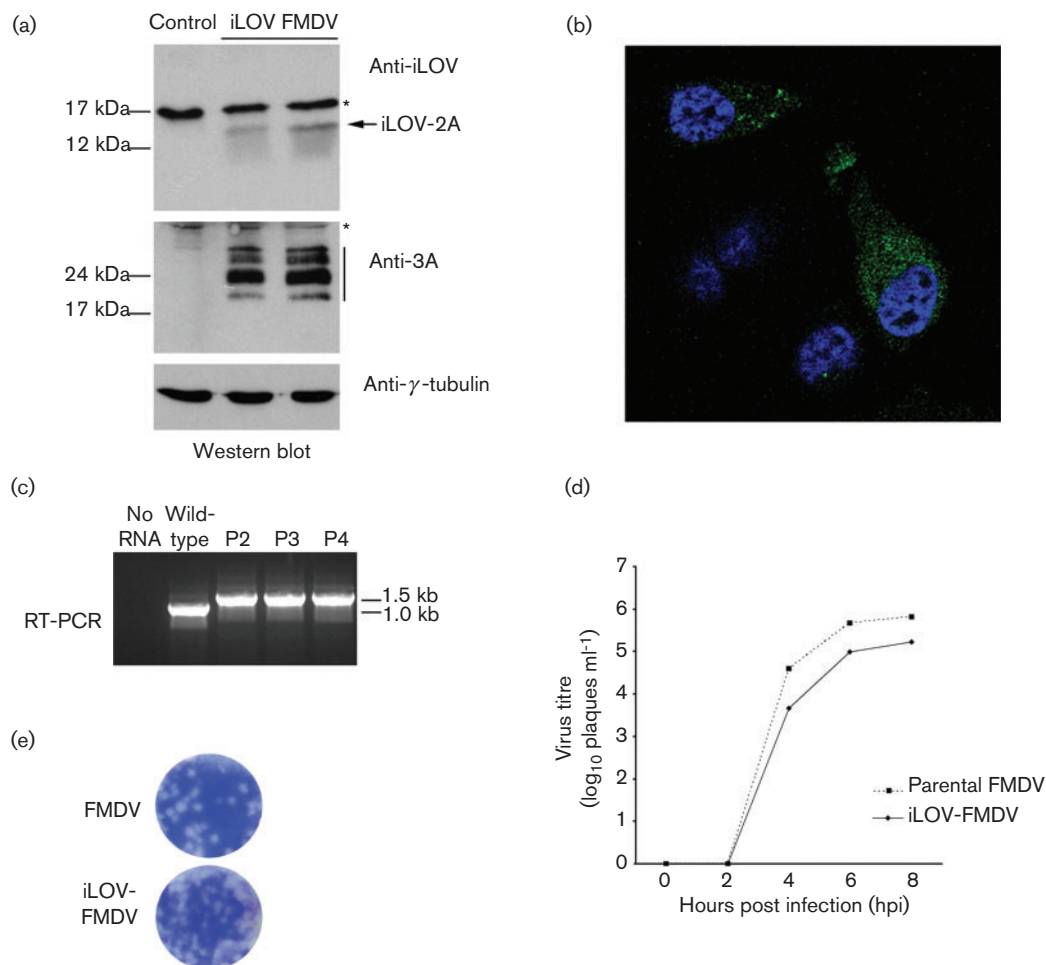 (a)
Control iLOV FMDV
Anti-iLOV
17 kDa
*
iLOV-2A
12 kDa
*
Anti-3A
24 kDa
17 kDa
Anti-γ-tubulin
Western blot
(b)
(c)
No RNA
Wild-type
P2 P3 P4
RT-PCR
1.5 kb
1.0 kb
(d)
7
6
5
4
3
2
1
0
Virus titre
(log10 plaques ml⁻¹)
Parental FMDV
iLOV-FMDV
0 2 4 6 8
Hours post infection (hpi)
(e)
FMDV
iLOV-
FMDV